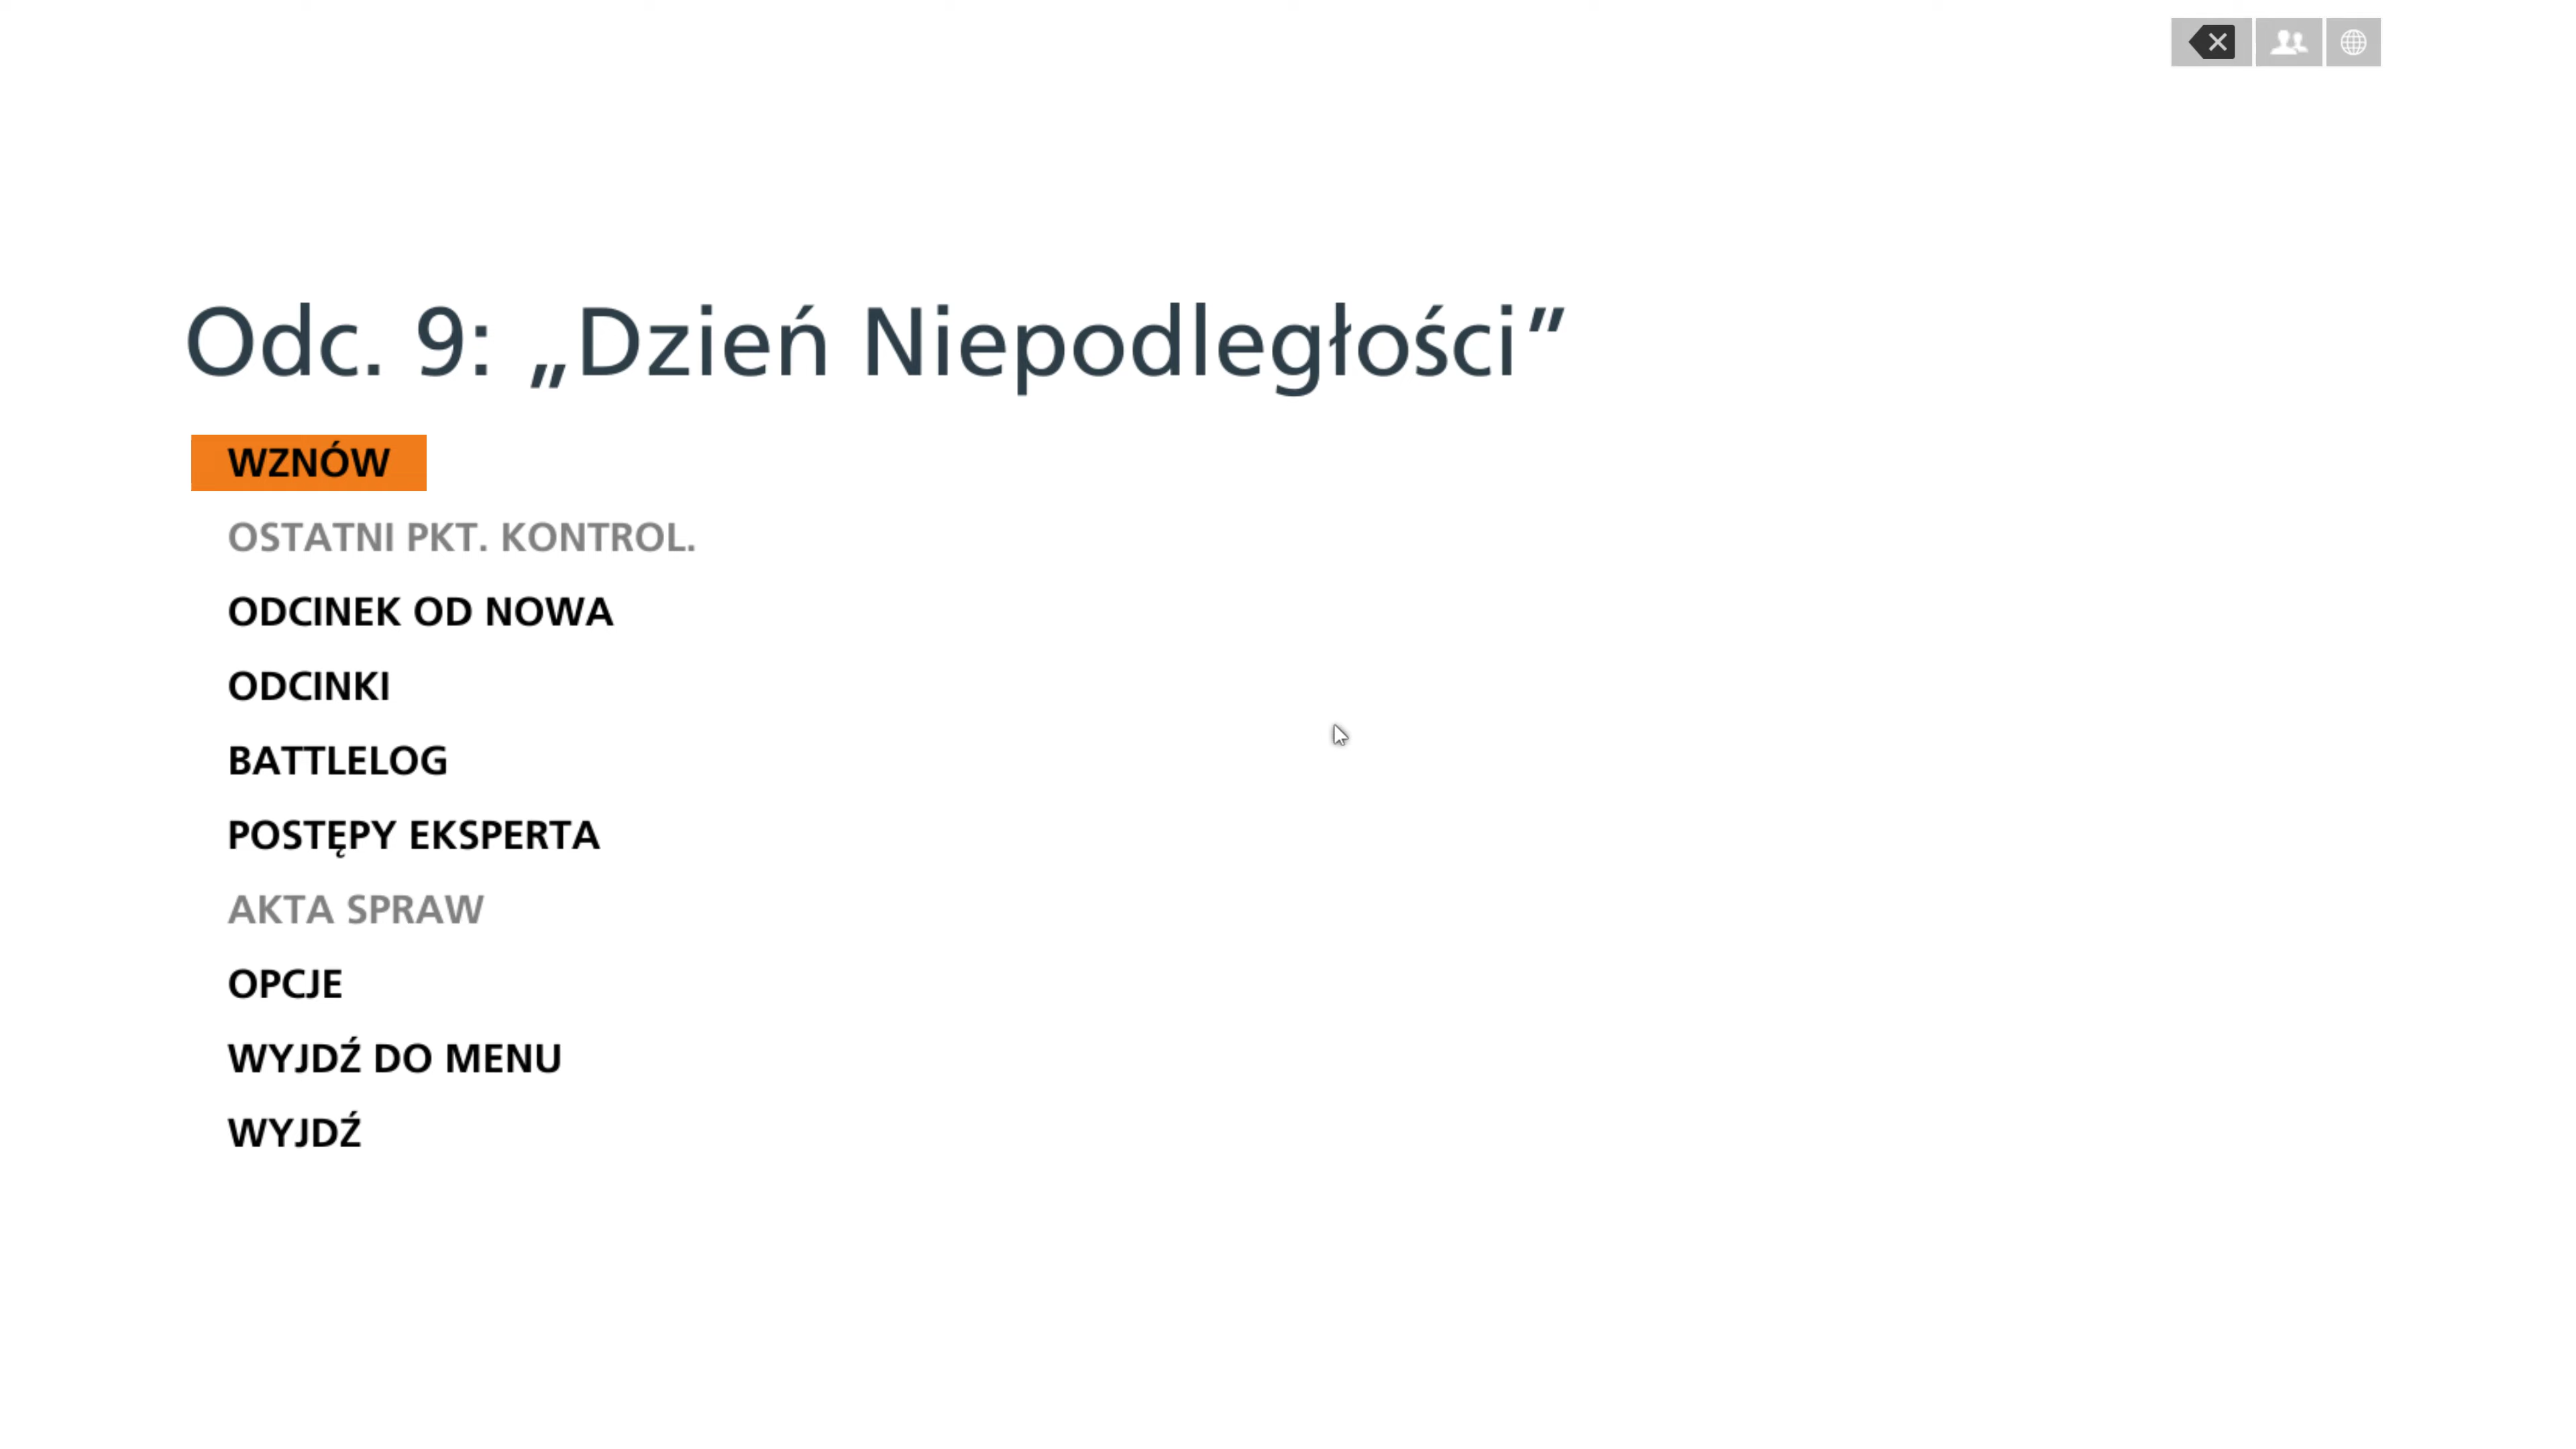 Odc. 9: „Dzień Niepodległości”
WZNÓW
OSTATNI PKT. KONTROL.
ODCINEK OD NOWA
ODCINKI
BATTLELOG
POSTĘPY EKSPERTA
AKTA SPRAW
OPCJE
WYJDŹ DO MENU
WYJDŹ